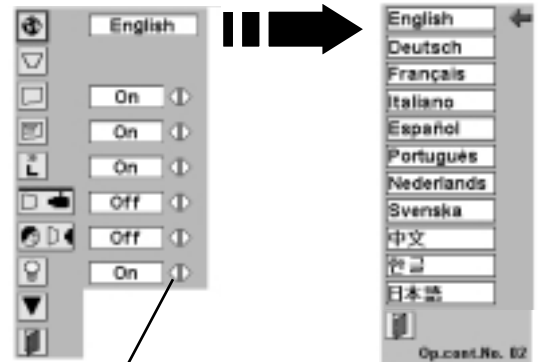 English
On
On
On
Off
Off
On
English
Deutsch
Français
Italiano
Español
Português
Nederlands
Svenska
中文
한글
日本語
Op.cont.No. 02